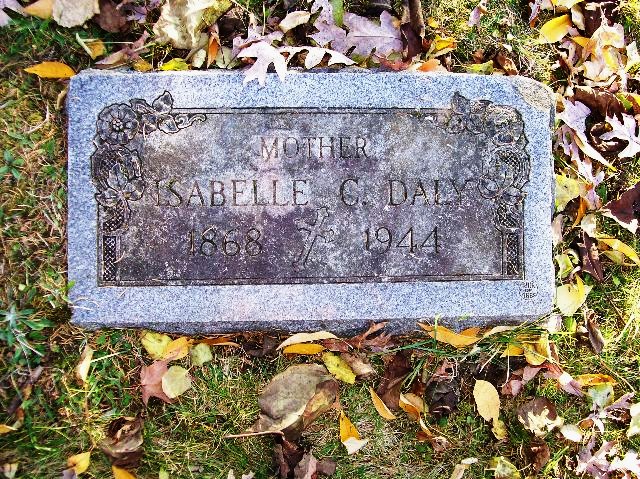 MOTHER
ISABELLE C. DALY
1868 1944